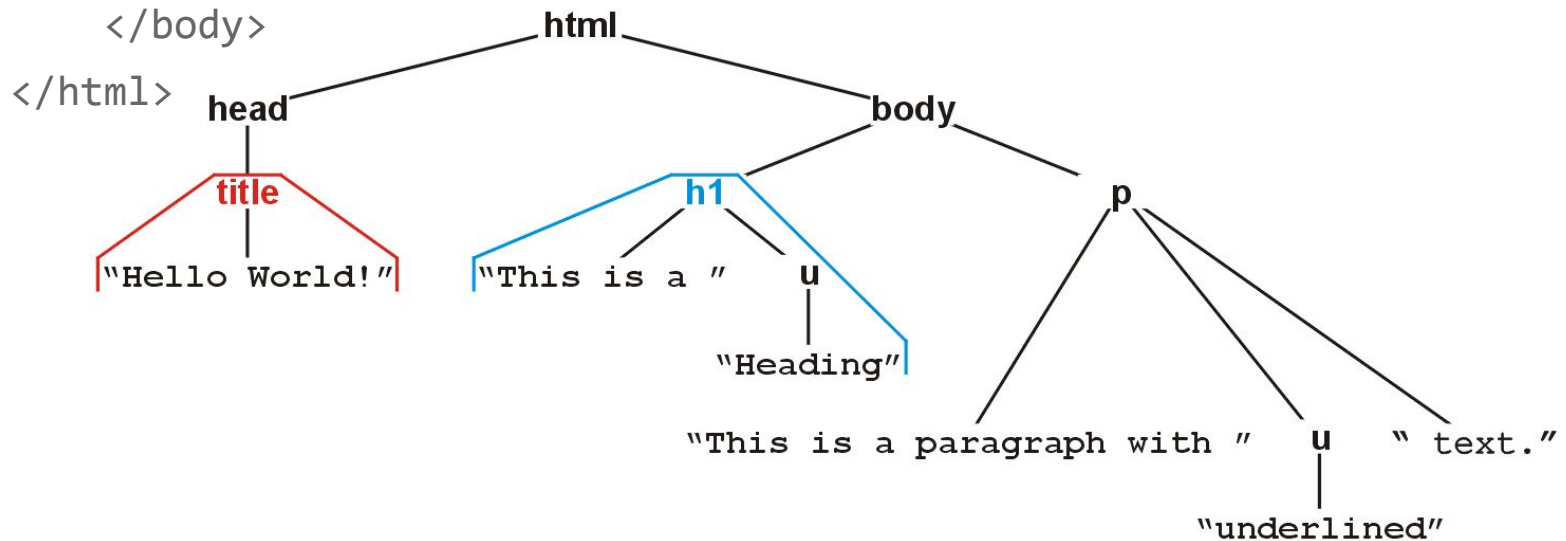 </body>
html
</html>
head
body
title
h1
p
“Hello World!”
“This is a ”
u
“Heading”
“This is a paragraph with ”
u
“ text.”
“underlined”